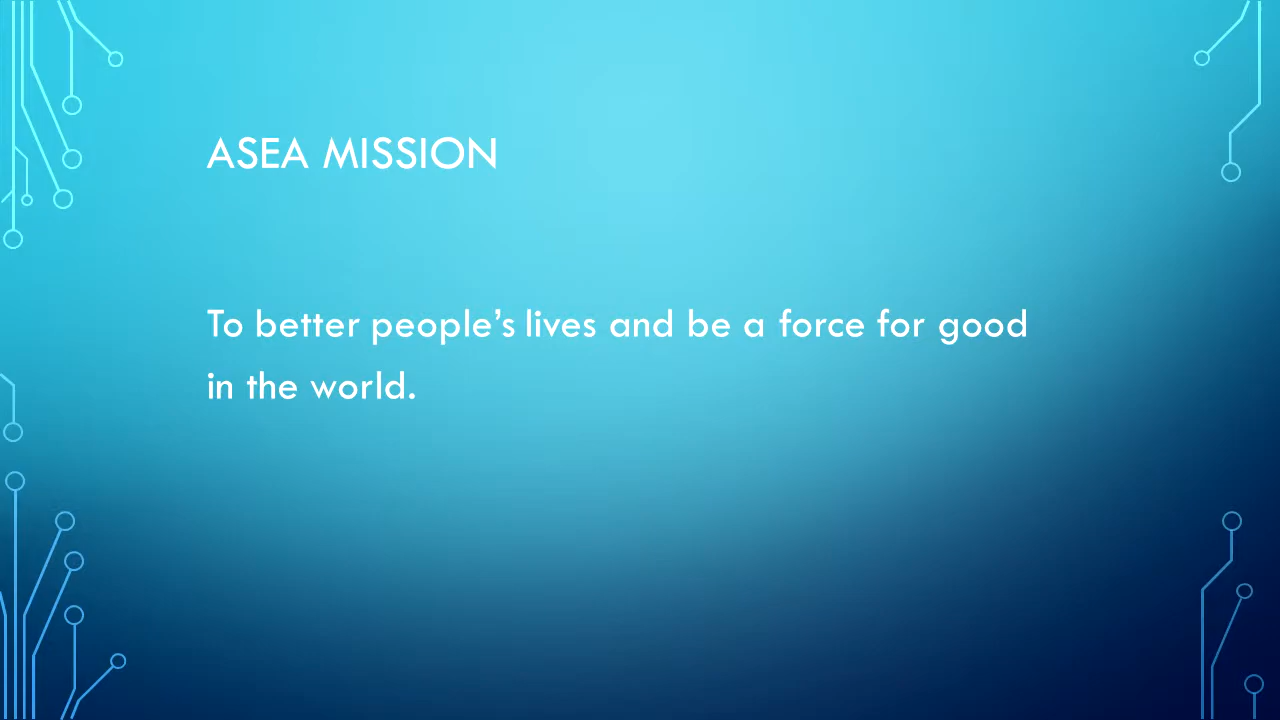 ASEA MISSION
To better people’s lives and be a force for good
in the world.